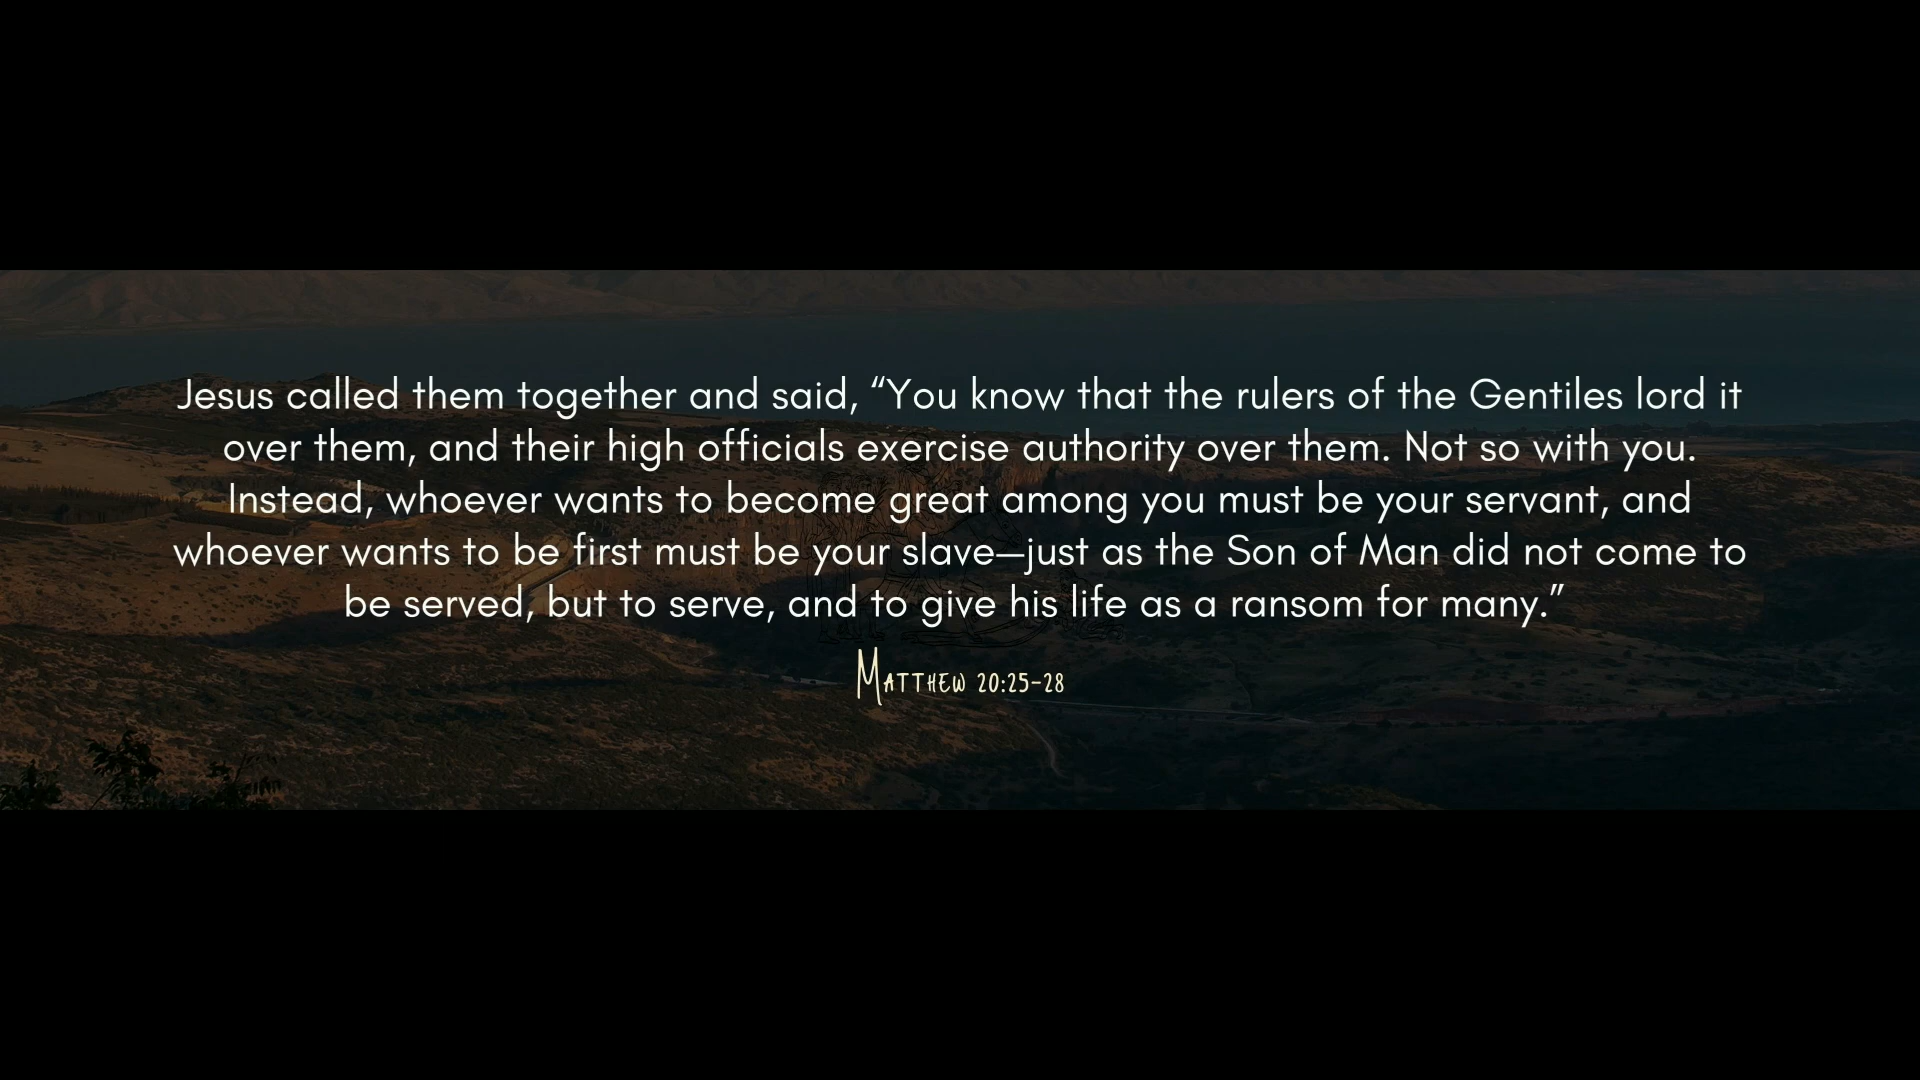 Jesus called them together and said, “You know that the rulers of the Gentiles lord it
over them, and their high officials exercise authority over them. Not so with you.
Instead, whoever wants to become great among you must be your servant, and
whoever wants to be first must be your slave—just as the Son of Man did not come to
be served, but to serve, and to give his life as a ransom for many.”
Matthew 20:25-28